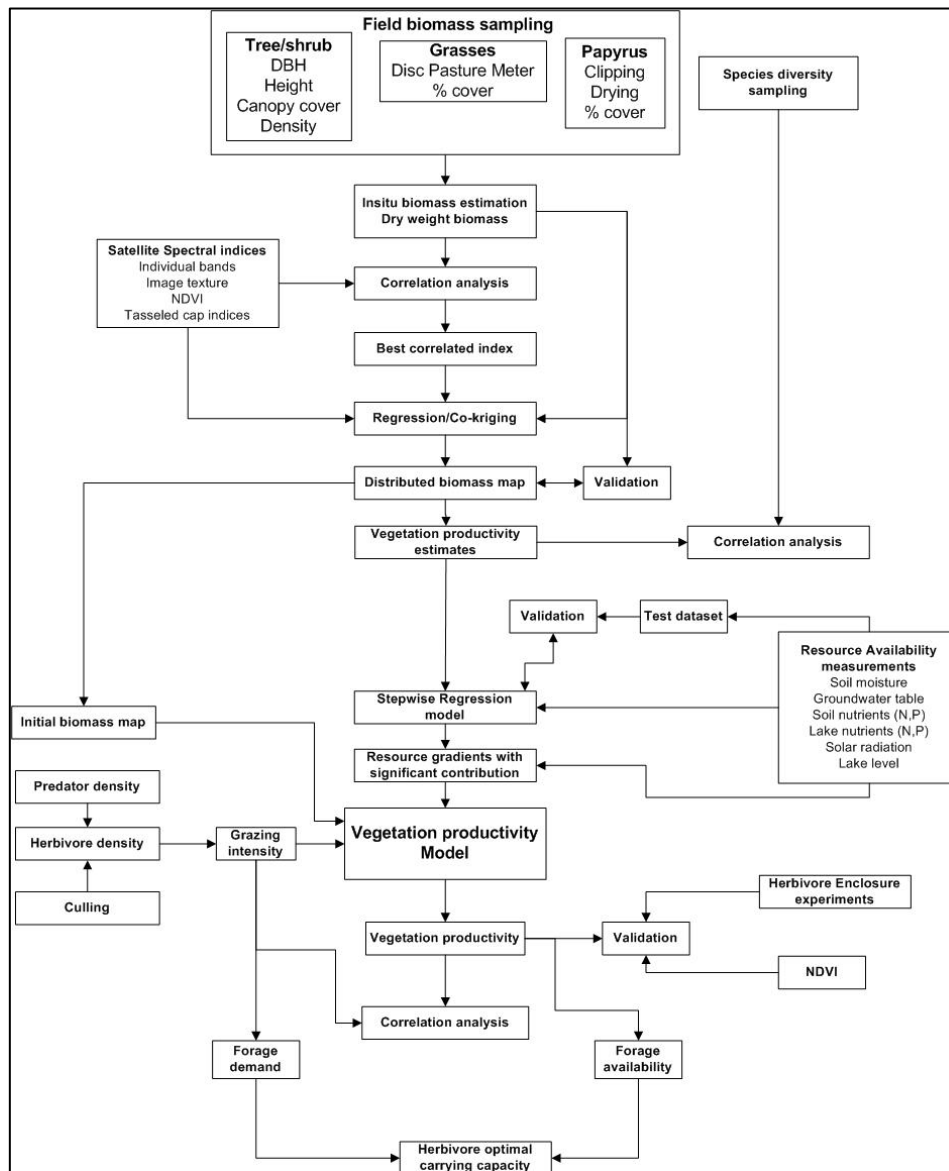 Field biomass sampling
Tree/shrub
DBH
Height
Canopy cover
Density
Grasses
Disc Pasture Meter
% cover
Papyrus
Clipping
Drying
% cover
Species diversity
sampling
Insitu biomass estimation
Dry weight biomass
Satellite Spectral indices
Individual bands
Image texture
NDVI
Tasseled cap indices
Correlation analysis
Best correlated index
Regression/Co-kriging
Distributed biomass map
Validation
Vegetation productivity
estimates
Correlation analysis
Validation
Test dataset
Resource Availability
measurements
Soil moisture
Groundwater table
Soil nutrients (N,P)
Lake nutrients (N,P)
Solar radiation
Lake level
Stepwise Regression
model
Initial biomass map
Resource gradients with
significant contribution
Predator density
Herbivore density
Culling
Grazing
intensity
Vegetation productivity
Model
Herbivore Enclosure
experiments
Vegetation productivity
Validation
NDVI
Correlation analysis
Forage
demand
Forage
availability
Herbivore optimal
carrying capacity